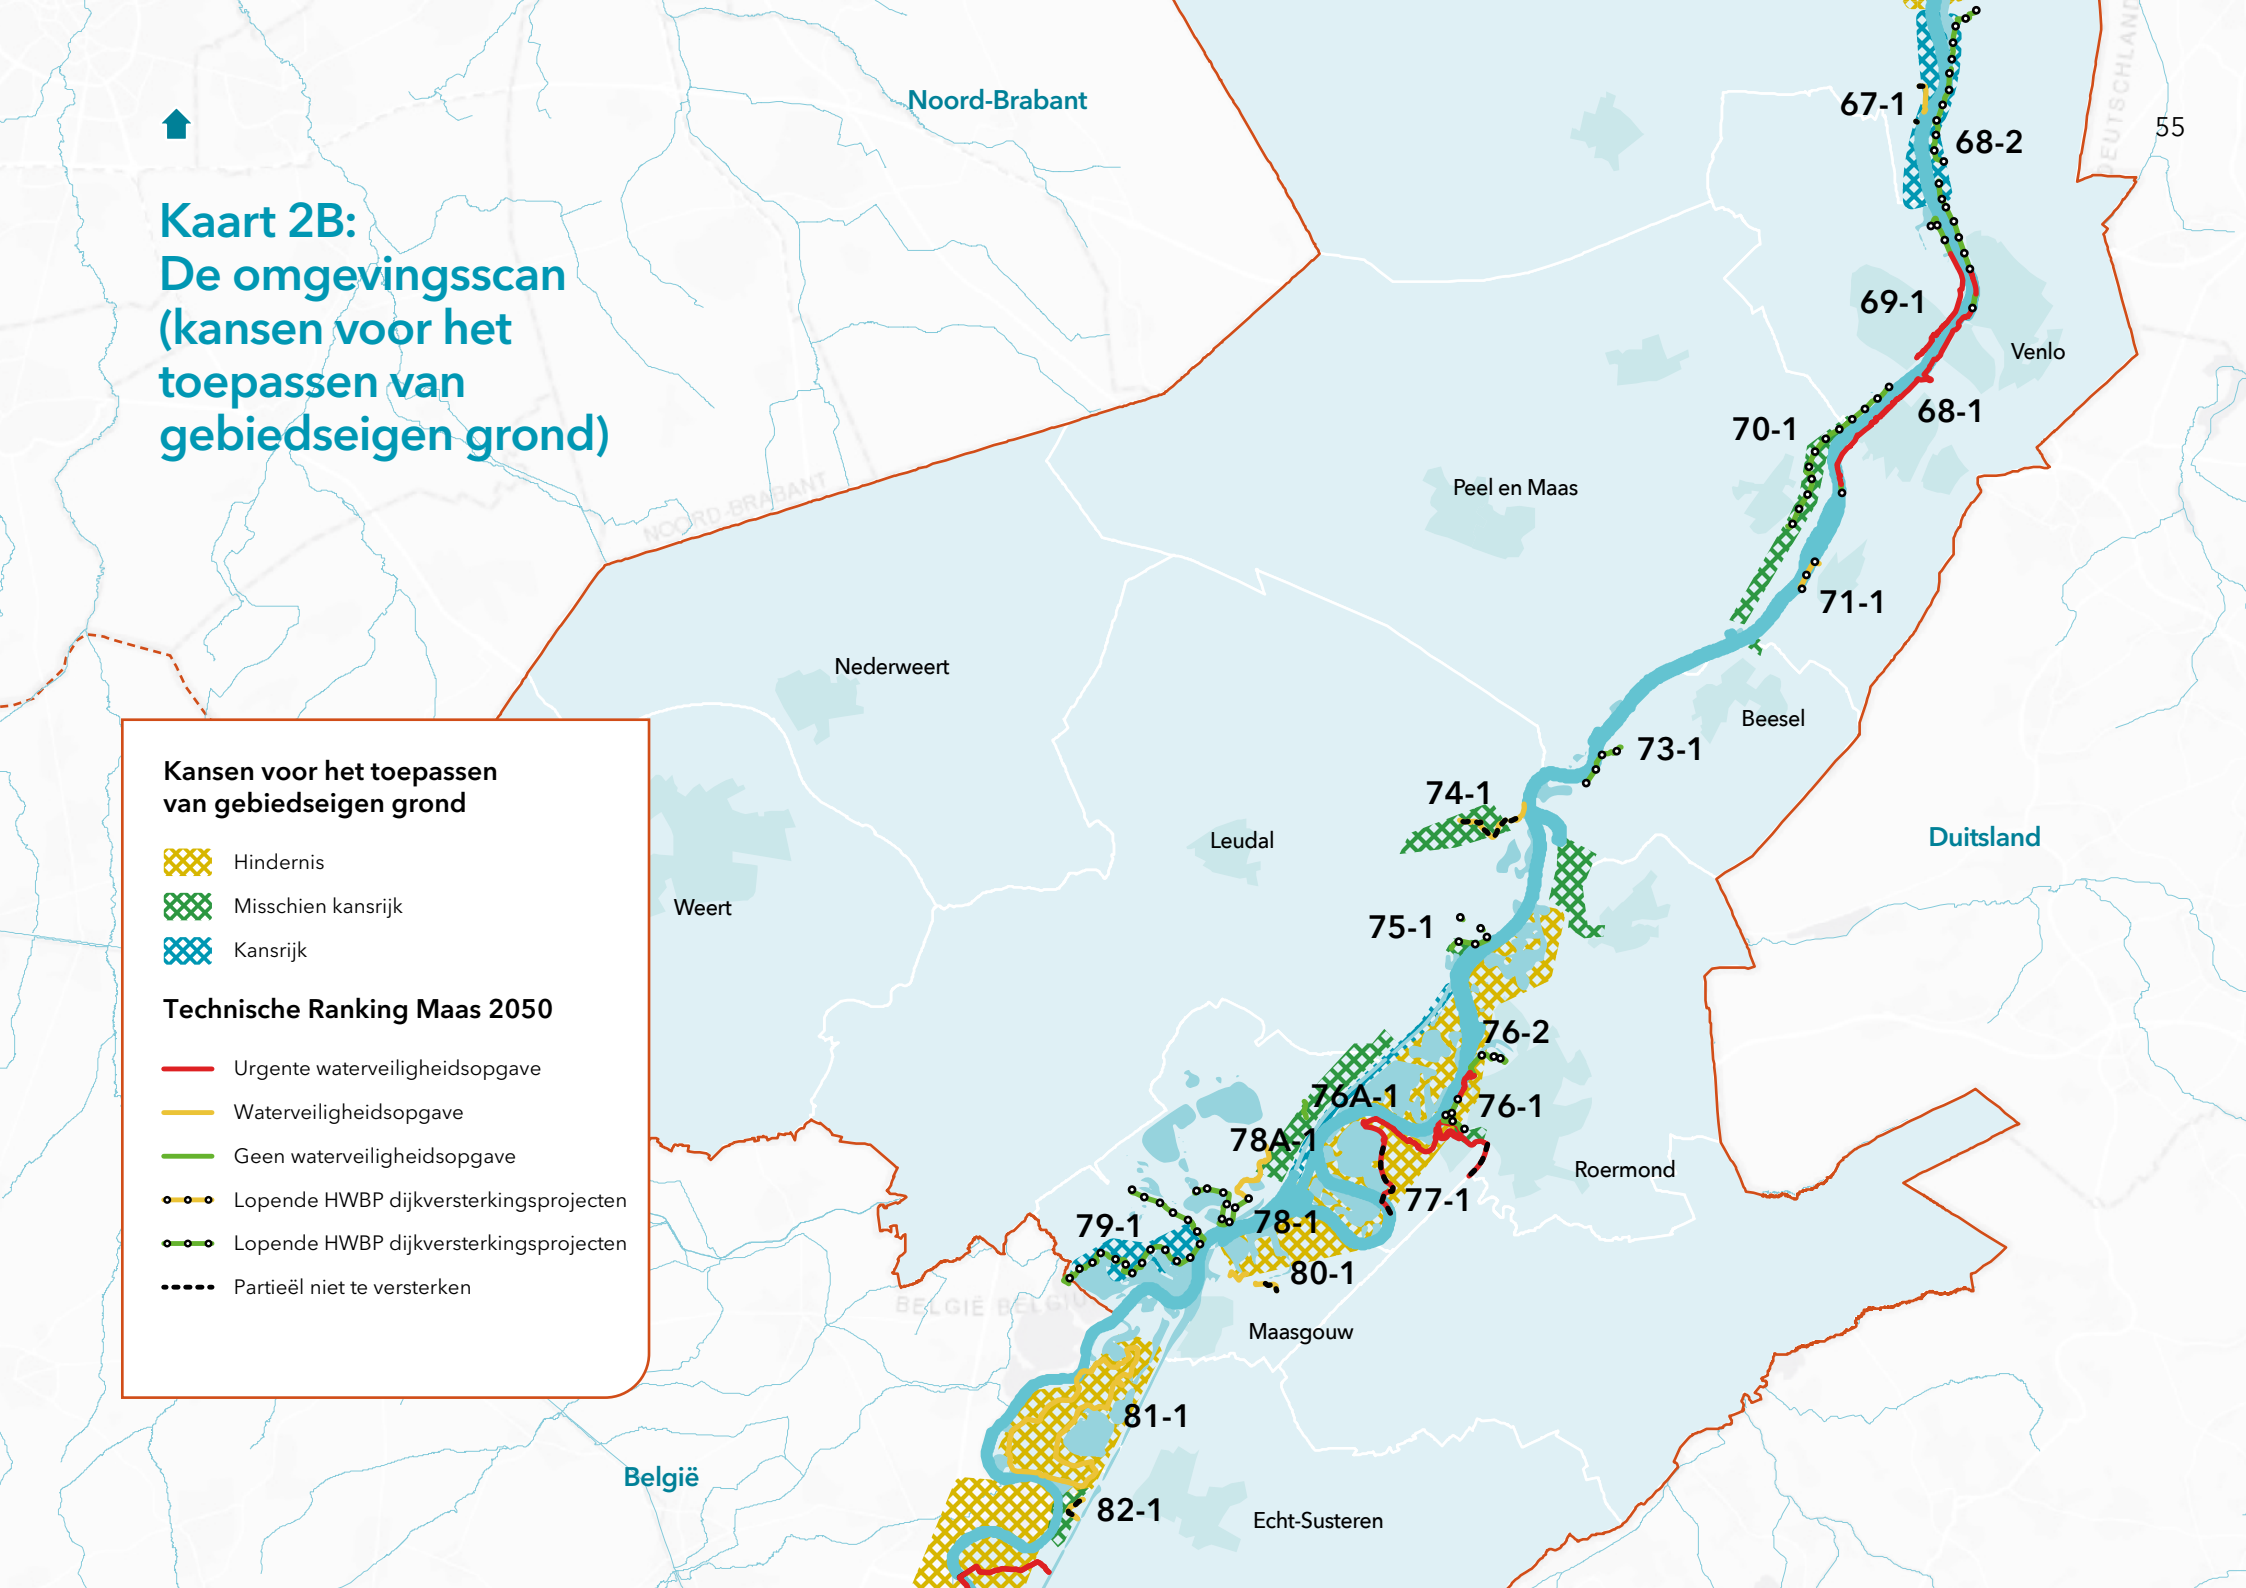 55
Noord-Brabant
DEUTSCHLAND
Kaart 2B:
De omgevingsscan
(kansen voor het
toepassen van
gebiedseigen grond)
67-1
68-2
69-1
Venlo
68-1
70-1
Peel en Maas
NOORD-BRABANT
71-1
Nederweert
Beesel
73-1
74-1
Leudal
Duitsland
Weert
75-1
76-2
76A-1
76-1
78A-1
Roermond
77-1
79-1
78-1
80-1
BELGIË BELGIU
Maasgouw
81-1
België
82-1
Echt-Susteren
Kansen voor het toepassen
van gebiedseigen grond
Hindernis
Misschien kansrijk
Kansrijk
Technische Ranking Maas 2050
Urgente waterveiligheidsopgave
Waterveiligheidsopgave
Geen waterveiligheidsopgave
Lopende HWBP dijkversterkingsprojecten
Lopende HWBP dijkversterkingsprojecten
Partieël niet te versterken